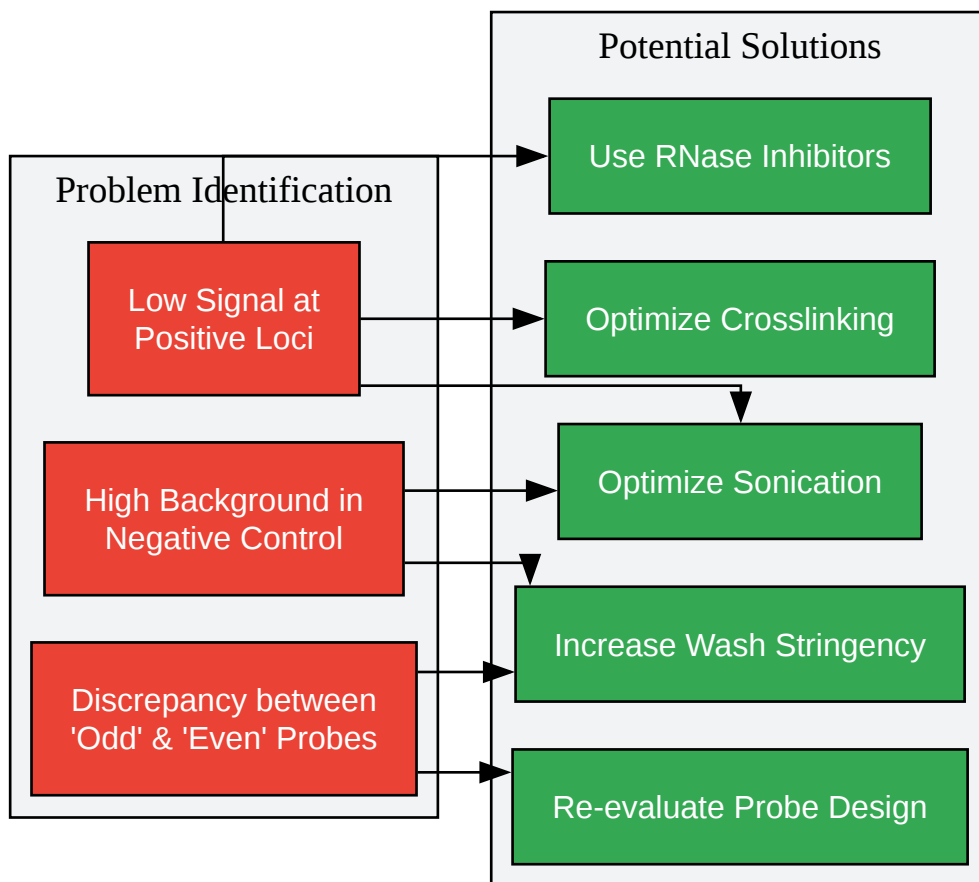 Potential Solutions
Use RNase Inhibitors
Problem Identification
Low Signal at
Positive Loci
Optimize Crosslinking
Optimize Sonication
High Background in
Negative Control
Increase Wash Stringency
Discrepancy between
'Odd' & 'Even' Probes
Re-evaluate Probe Design